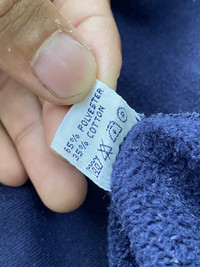 65% POLYESTER
35% COTTON